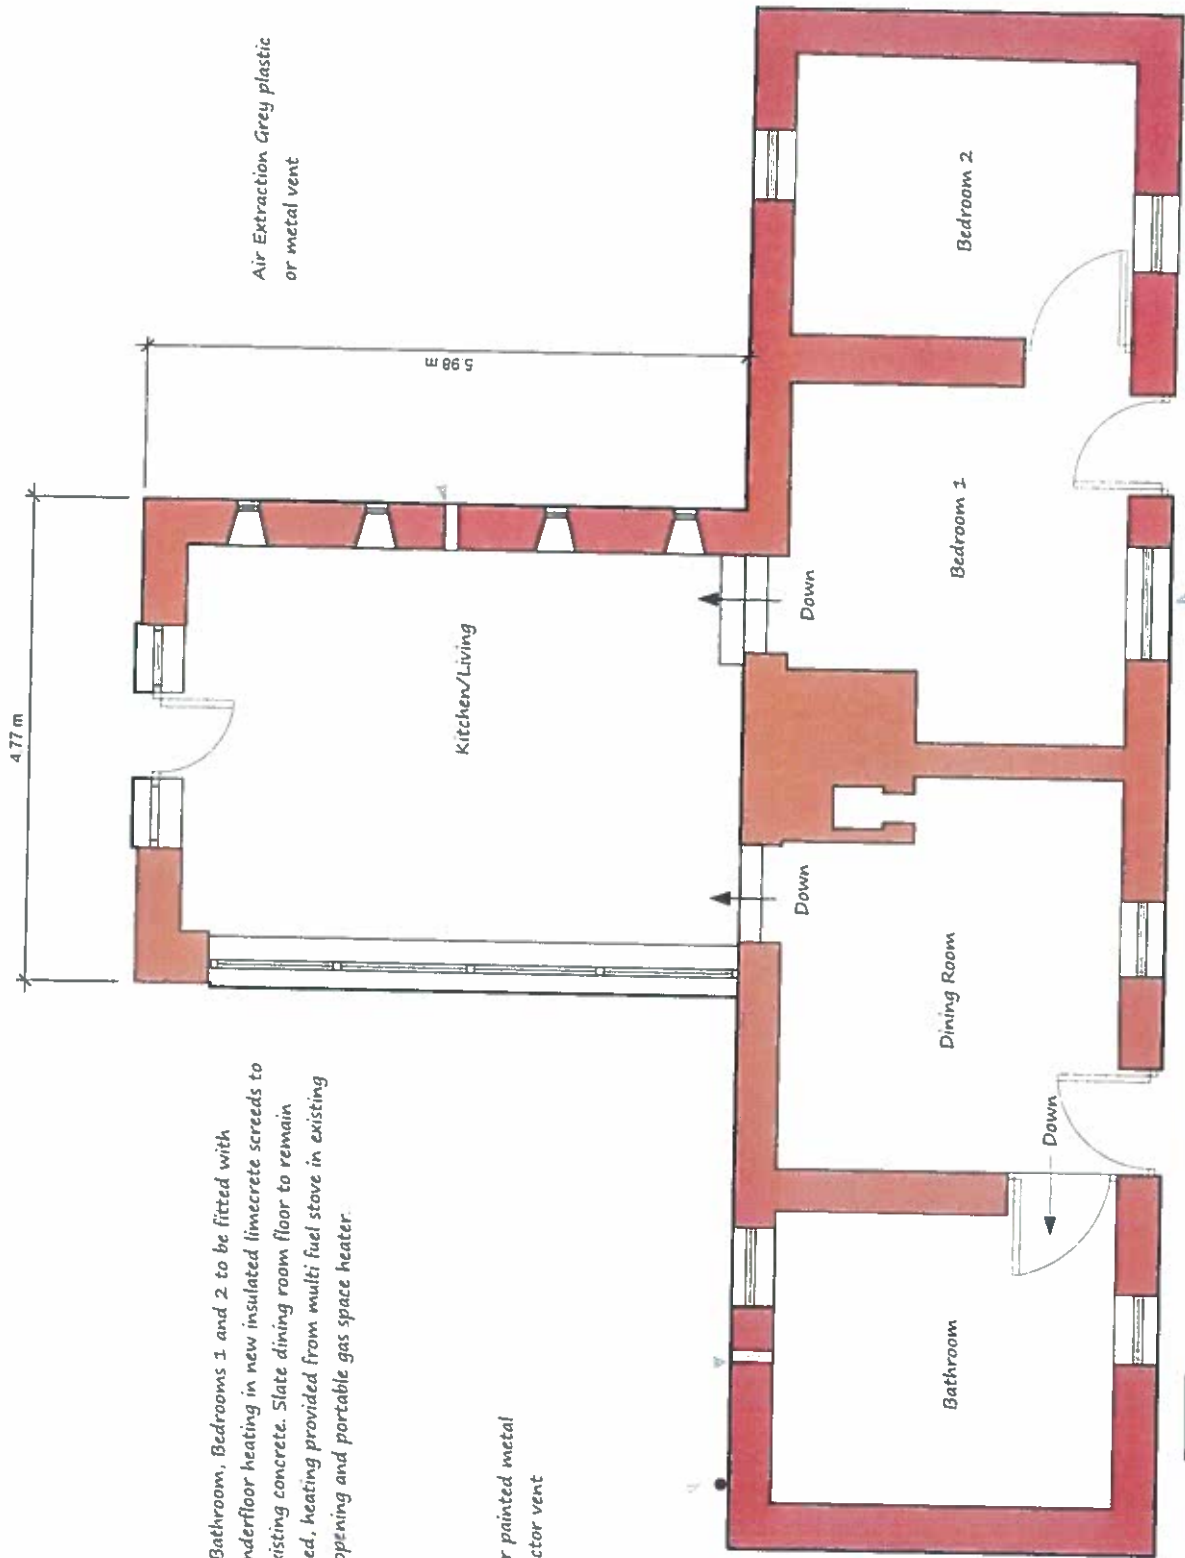 Air Extraction Grey plastic
or metal vent
4.77 m
5.98 m
Kitchen/Living
Down
Down
Bedroom 2
Bedroom 1
Dining Room
Down
Bathroom
Bathroom, Bedrooms 1 and 2 to be fitted with
nderfloor heating in new insulated limecrete screeds to
isting concrete. Slate dining room floor to remain
ed, heating provided from multi fuel stove in existing
opening and portable gas space heater.
r painted metal
ctor vent